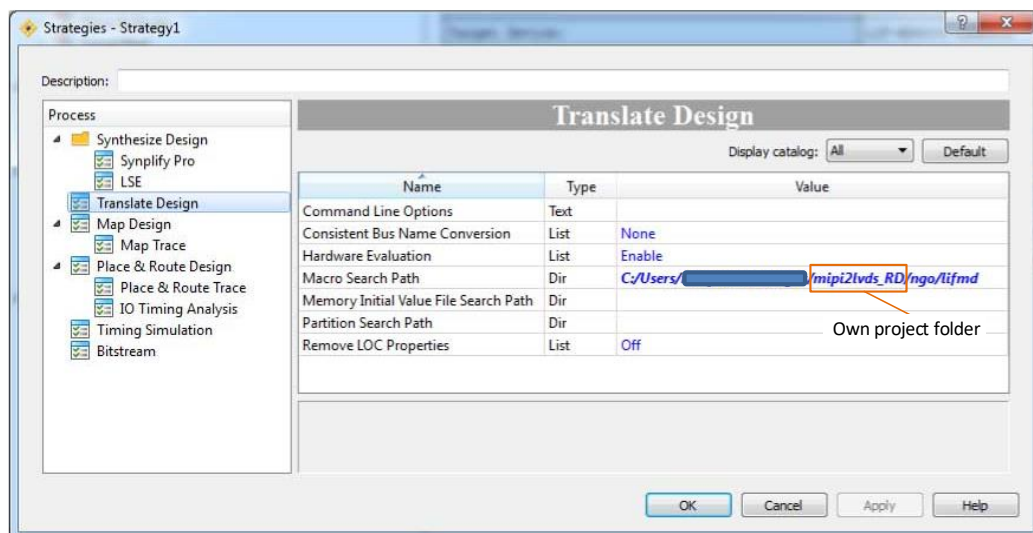 Strategies - Strategy1
Description:
Process
Synthesize Design
Synplify Pro
LSE
Translate Design
Map Design
Map Trace
Place & Route Design
Place & Route Trace
IO Timing Analysis
Timing Simulation
Bitstream
Translate Design
Display catalog: All Default
Name Type Value
Command Line Options Text
Consistent Bus Name Conversion List None
Hardware Evaluation List Enable
Macro Search Path Dir C:/Users/ /mipi2lvds_RD/ngo/lifmd
Memory Initial Value File Search Path Dir
Partition Search Path Dir
Remove LOC Properties List Off
Own project folder
OK Cancel Apply Help